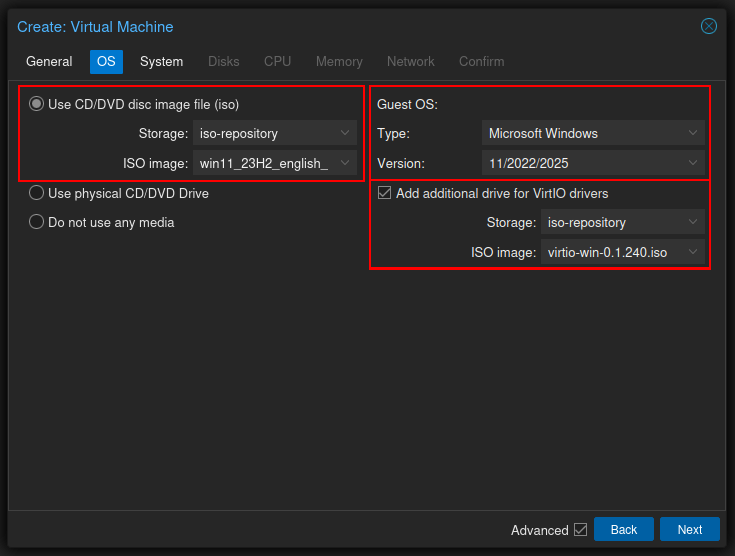 Create: Virtual Machine
General OS System Disks CPU Memory Network Confirm
Use CD/DVD disc image file (iso)
Storage: iso-repository
ISO image: win11_23H2_english_
Use physical CD/DVD Drive
Do not use any media
Guest OS:
Type: Microsoft Windows
Version: 11/2022/2025
Add additional drive for VirtIO drivers
Storage: iso-repository
ISO image: virtio-win-0.1.240.iso
Advanced Back Next